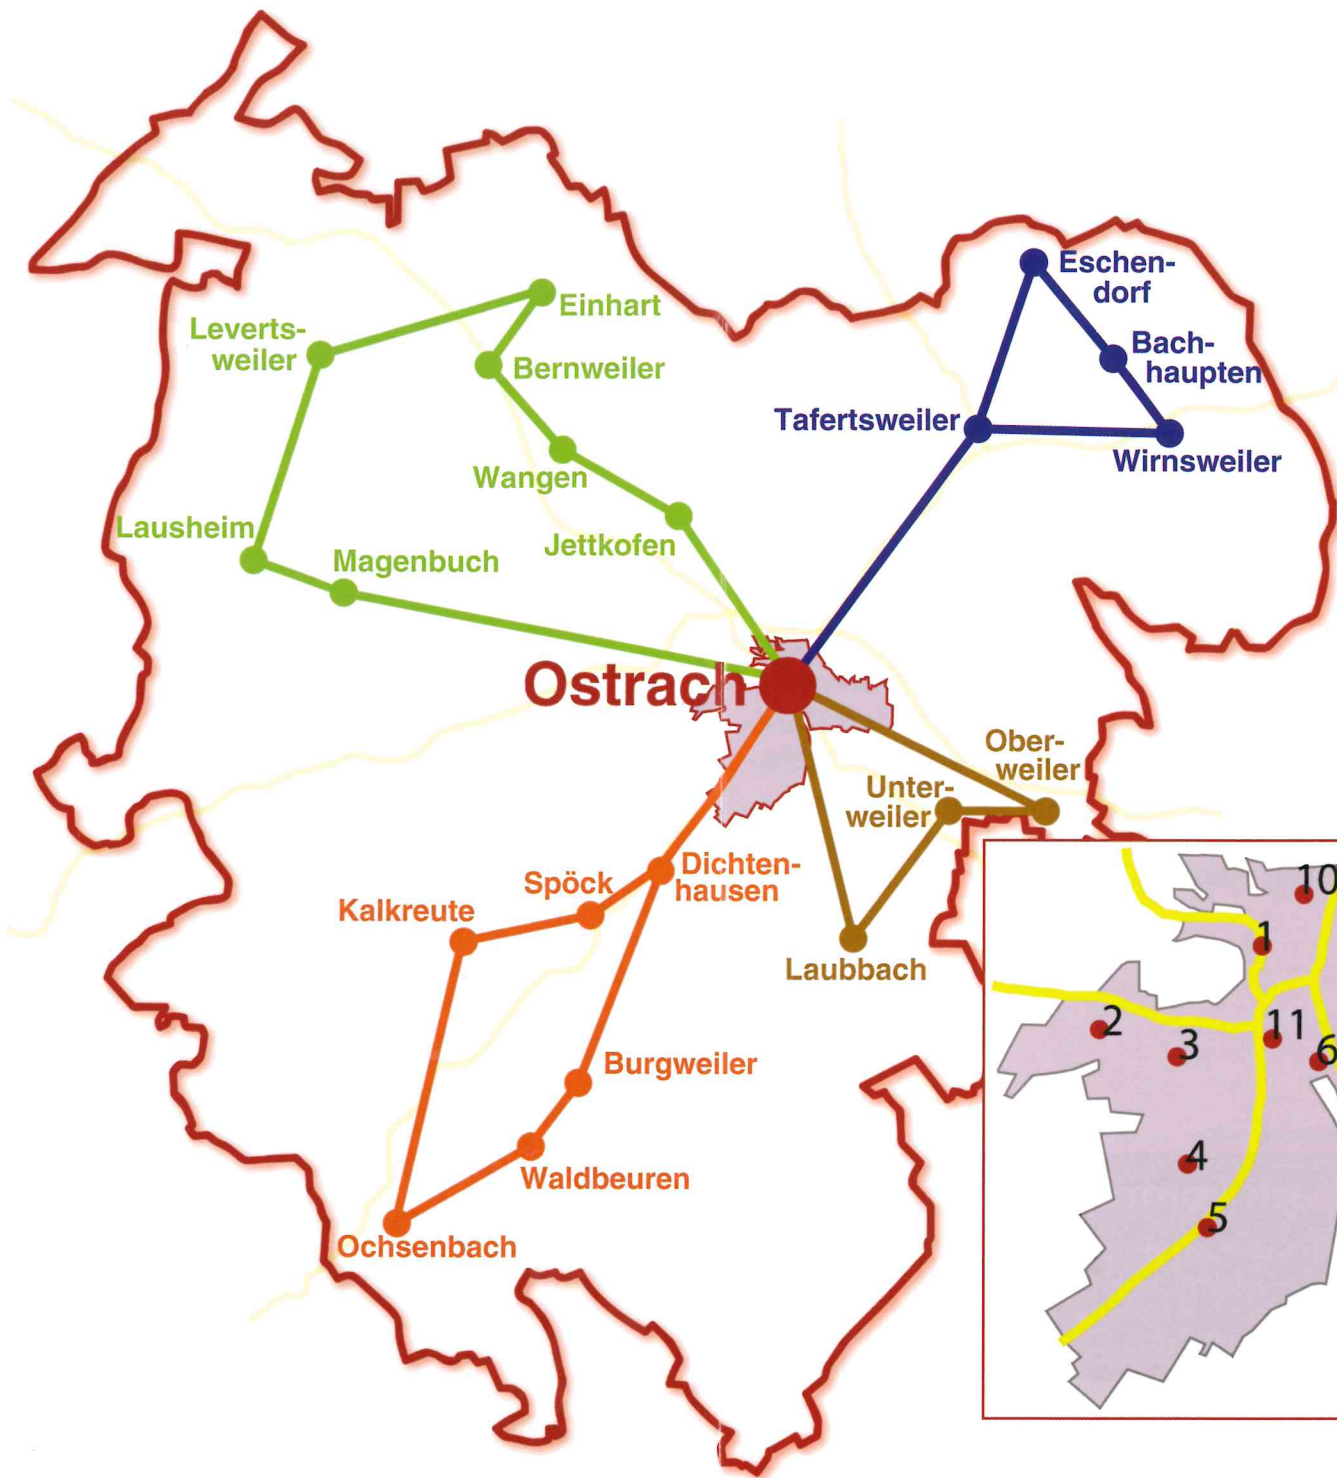 Eschen-
dorf
Einhart
Leverts-
weiler
Bach-
haupten
Bernweiler
Tafertsweiler
Wirnsweiler
Wangen
Lausheim
Jettkofen
Magenbuch
Ostrach
Ober-
weiler
Unter-
weiler
Dichten-
hausen
Spöck
Kalkreute
Laubbach
Burgweiler
Waldbeuren
Ochsenbach
10
1
2
3
11
6
4
5